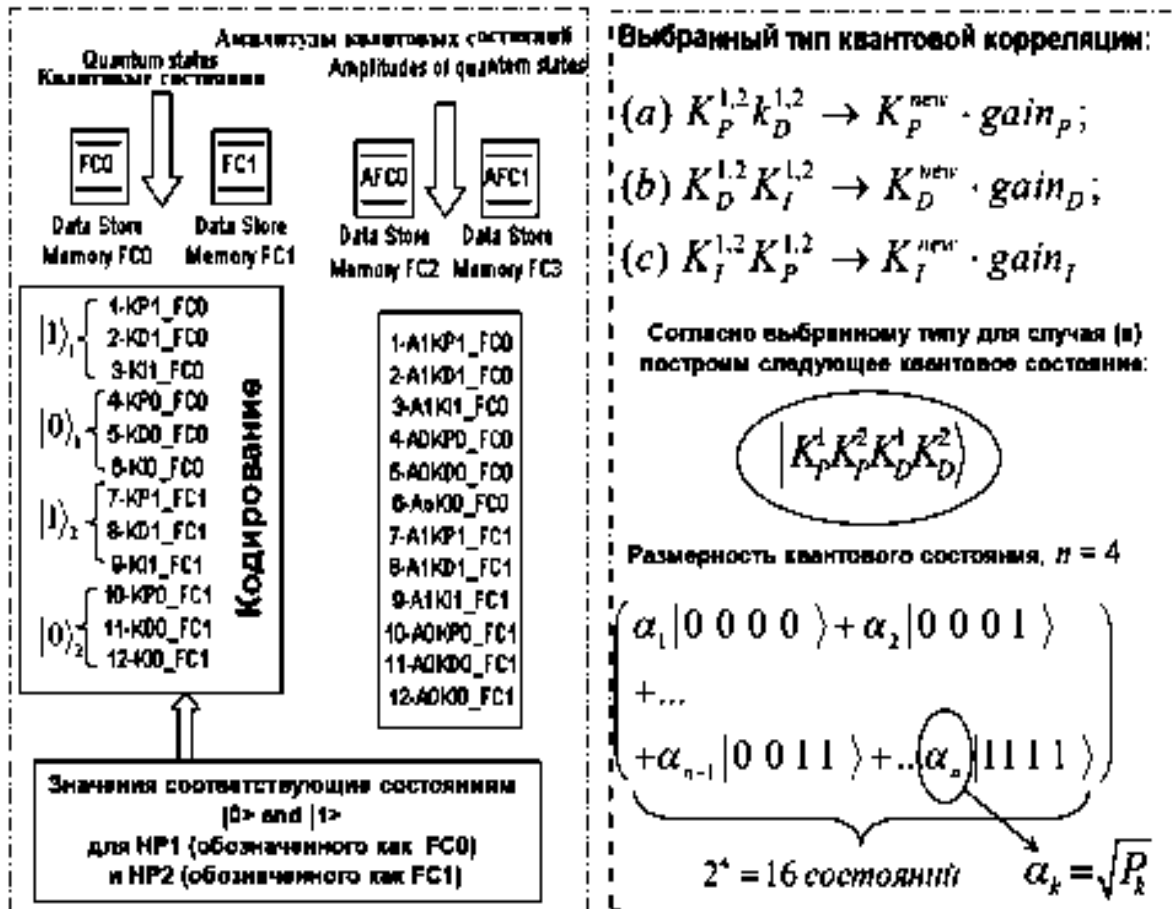 Quantum states
Квантовые состояния
Амплитуды квантовых состояний
Amplitudes of quantum states
FC0
FC1
AFC0
AFC1
Data Store
Memory FC0
Data Store
Memory FC1
Data Store
Memory FC2
Data Store
Memory FC3
|1⟩₁
1-KP1_FC0
2-KD1_FC0
3-KI1_FC0
|0⟩₁
4-KP0_FC0
5-KD0_FC0
6-KI0_FC0
|1⟩₂
7-KP1_FC1
8-KD1_FC1
9-KI1_FC1
|0⟩₂
10-KP0_FC1
11-KD0_FC1
12-KI0_FC1
Кодирование
1-A1KP1_FC0
2-A1KD1_FC0
3-A1KI1_FC0
4-A0KP0_FC0
5-A0KD0_FC0
6-AoKI0_FC0
7-A1KP1_FC1
8-A1KD1_FC1
9-A1KI1_FC1
10-A0KP0_FC1
11-A0KD0_FC1
12-A0KI0_FC1
Значения соответствующие состояниям
|0> and |1>
для НР1 (обозначенного как FC0)
и НР2 (обозначенного как FC1)
Выбранный тип квантовой корреляции:
(a) K_P^{1,2} k_D^{1,2} → K_P^{new} · gain_P;
(b) K_D^{1,2} K_I^{1,2} → K_D^{new} · gain_D;
(c) K_I^{1,2} K_P^{1,2} → K_I^{new} · gain_I
Согласно выбранному типу для случая (а)
построим следующее квантовое состояние:
|K_P^1 K_P^2 K_D^1 K_D^2⟩
Размерность квантового состояния, n = 4
α₁|0 0 0 0 ⟩ + α₂|0 0 0 1 ⟩
+...
+α_{n-1}|0 0 1 1 ⟩ + ..α_n|1 1 1 1 ⟩
2⁴ = 16 состояний
α_k = √P_k